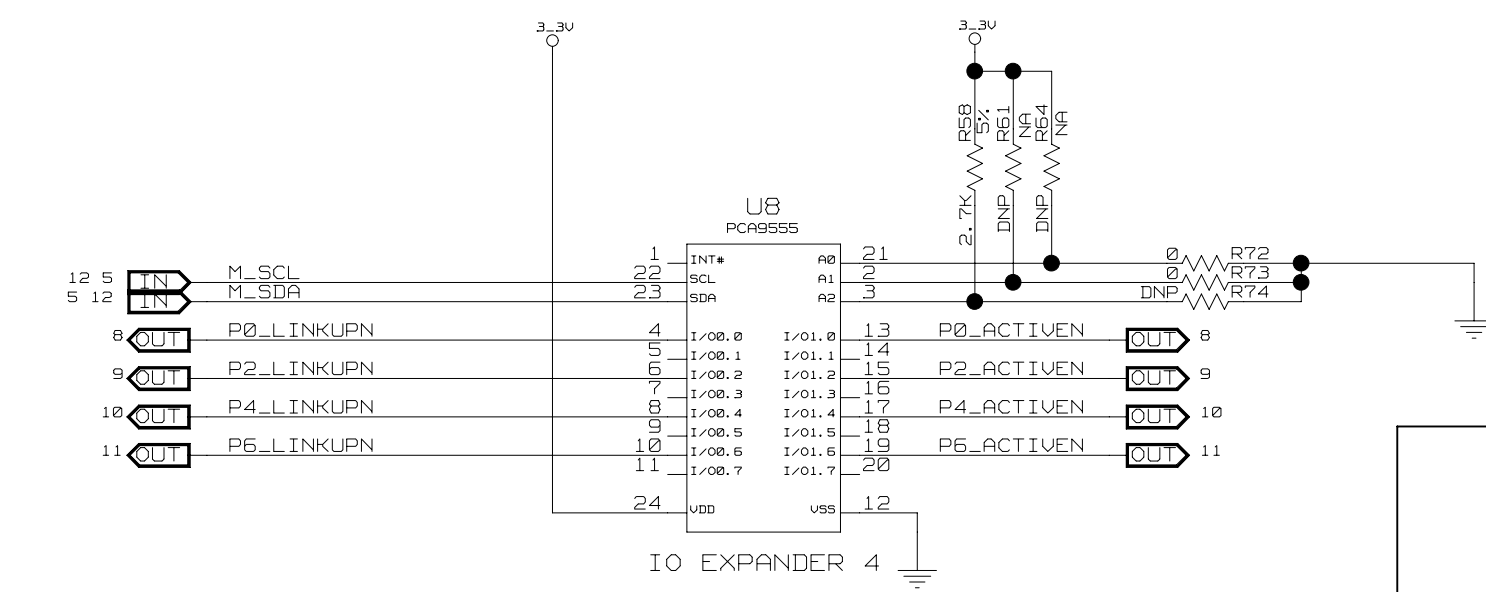 3_3V
3_3V
R58
5%
R61
NA
R64
NA
2.7K
DNP
DNP
U8
PCA9555
1 INT# A0 21 0 R72
12 5 IN M_SCL 22 SCL A1 2 0 R73
5 12 IN M_SDA 23 SDA A2 3 DNP R74
8 OUT P0_LINKUPN 4 I/O0.0 I/O1.0 13 P0_ACTIVEN OUT 8
5 I/O0.1 I/O1.1 14
9 OUT P2_LINKUPN 6 I/O0.2 I/O1.2 15 P2_ACTIVEN OUT 9
7 I/O0.3 I/O1.3 16
10 OUT P4_LINKUPN 8 I/O0.4 I/O1.4 17 P4_ACTIVEN OUT 10
9 I/O0.5 I/O1.5 18
11 OUT P6_LINKUPN 10 I/O0.6 I/O1.6 19 P6_ACTIVEN OUT 11
11 I/O0.7 I/O1.7 20
24 VDD VSS 12
IO EXPANDER 4